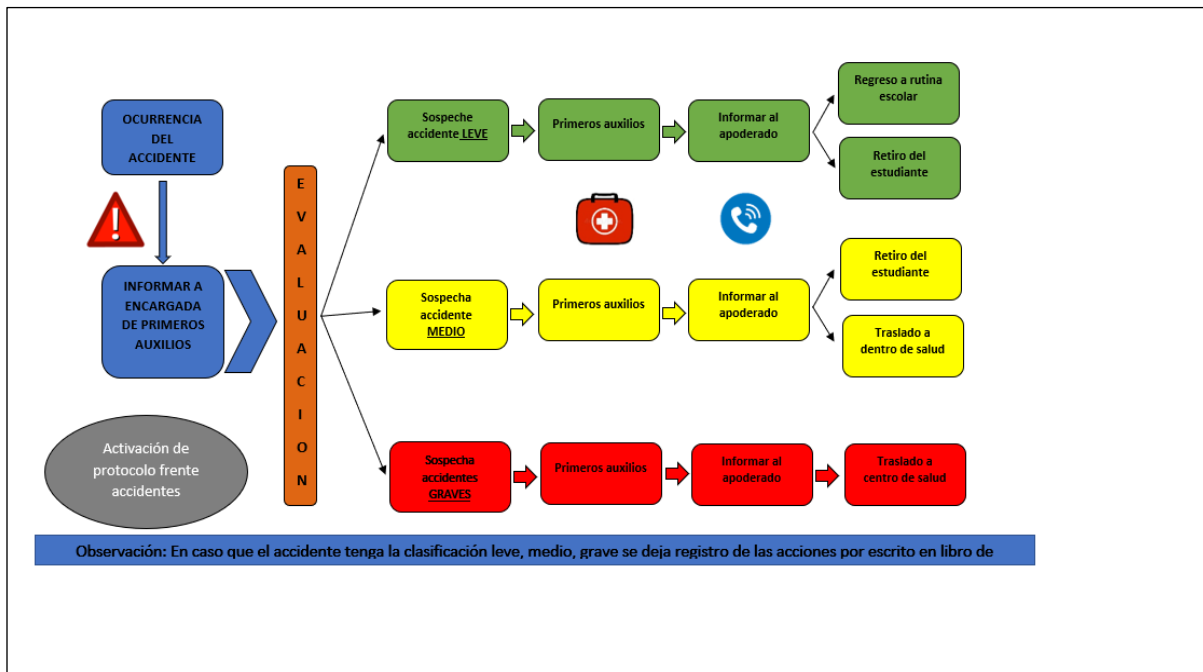 OCURRENCIA
DEL
ACCIDENTE
INFORMAR A
ENCARGADA
DE PRIMEROS
AUXILIOS
Activación de
protocolo frente
accidentes
E
V
A
L
U
A
C
I
O
N
Sospeche
accidente LEVE
Primeros auxilios
Informar al
apoderado
Regreso a rutina
escolar
Retiro del
estudiante
Sospecha
accidente
MEDIO
Primeros auxilios
Informar al
apoderado
Retiro del
estudiante
Traslado a
dentro de salud
Sospecha
accidentes
GRAVES
Primeros auxilios
Informar al
apoderado
Traslado a
centro de salud
Observación: En caso que el accidente tenga la clasificación leve, medio, grave se deja registro de las acciones por escrito en libro de